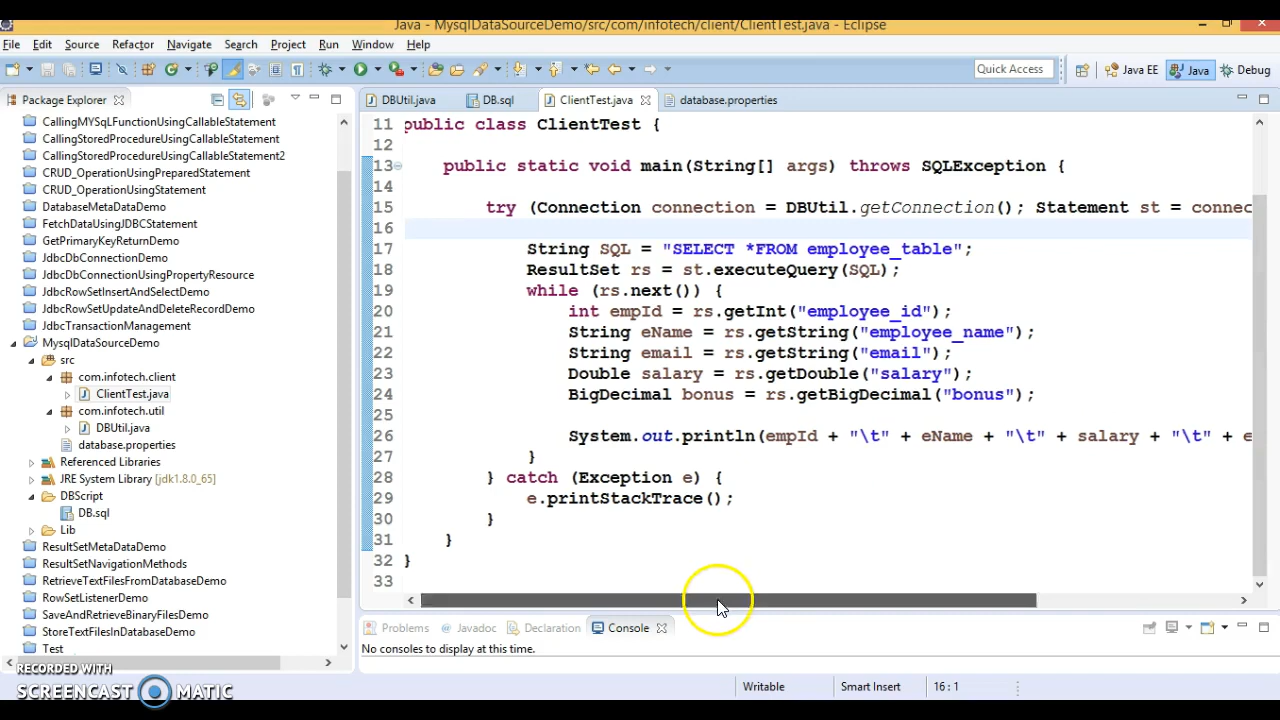 Java - MysqlDataSourceDemo/src/com/infotech/client/ClientTest.java - Eclipse
File Edit Source Refactor Navigate Search Project Run Window Help
Quick Access Java EE Java Debug
Package Explorer
CallingMYSqLFunctionUsingCallableStatement
CallingStoredProcedureUsingCallableStatement
CallingStoredProcedureUsingCallableStatement2
CRUD_OperationUsingPreparedStatement
CRUD_OperationUsingStatement
DatabaseMetaDataDemo
FetchDataUsingJDBCStatement
GetPrimaryKeyReturnDemo
JdbcDbConnectionDemo
JdbcDbConnectionUsingPropertyResource
JdbcRowSetInsertAndSelectDemo
JdbcRowSetUpdateAndDeleteRecordDemo
JdbcTransactionManagement
MysqlDataSourceDemo
src
com.infotech.client
ClientTest.java
com.infotech.util
DBUtil.java
database.properties
Referenced Libraries
JRE System Library [jdk1.8.0_65]
DBScript
DB.sql
Lib
ResultSetMetaDataDemo
ResultSetNavigationMethods
RetrieveTextFilesFromDatabaseDemo
RowSetListenerDemo
SaveAndRetrieveBinaryFilesDemo
StoreTextFilesInDatabaseDemo
Test
DBUtil.java DB.sql ClientTest.java database.properties
11 public class ClientTest {
12
13 public static void main(String[] args) throws SQLException {
14
15 try (Connection connection = DBUtil.getConnection(); Statement st = connec
16
17 String SQL = "SELECT *FROM employee_table";
18 ResultSet rs = st.executeQuery(SQL);
19 while (rs.next()) {
20 int empId = rs.getInt("employee_id");
21 String eName = rs.getString("employee_name");
22 String email = rs.getString("email");
23 Double salary = rs.getDouble("salary");
24 BigDecimal bonus = rs.getBigDecimal("bonus");
25
26 System.out.println(empId + "\t" + eName + "\t" + salary + "\t" + e
27 }
28 } catch (Exception e) {
29 e.printStackTrace();
30 }
31 }
32 }
33
Problems Javadoc Declaration Console
No consoles to display at this time.
Writable Smart Insert 16 : 1
RECORDED WITH
SCREENCAST MATIC